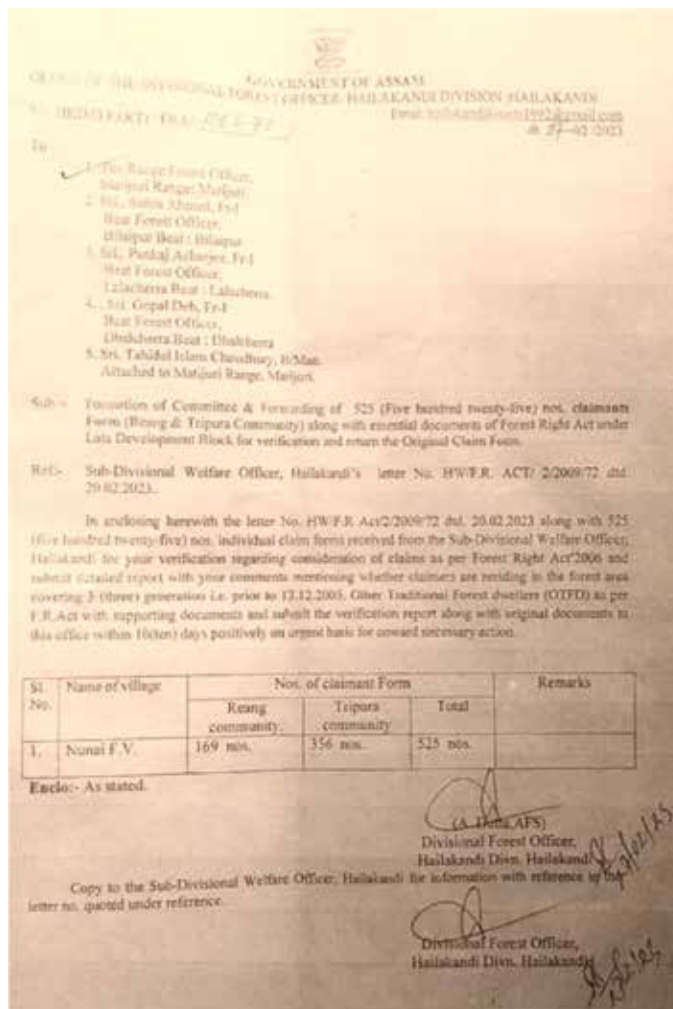 GOVERNMENT OF ASSAM
OFFICE OF THE DIVISIONAL FOREST OFFICER: HAILAKANDI DIVISION HAILAKANDI
Email:
dt. 27-02-2023
To
1. The Range Forest Officer,
Matijuri Range: Matijuri.
2. Sri. Ahmed, Fr-I
Beat Forest Officer,
Bilaipur Beat : Bilaipur
3. Sri. Pankaj Acharjee, Fr-I
Beat Forest Officer,
Lalacherra Beat : Lalacherra.
4. Sri. Gopal Deb, Fr-I
Beat Forest Officer,
Dhalcherra Beat : Dhalcherra
5. Sri. Tahidul Islam Choudhury, B/Man.
Attached to Matijuri Range, Matijuri.
Sub:- Formation of Committee & Forwarding of 525 (Five hundred twenty-five) nos. claimants
Form (Reang & Tripura Community) along with essential documents of Forest Right Act under
Development Block for verification and return the Original Claim Form.
Ref:- Sub-Divisional Welfare Officer, Hailakandi's letter No. HW/F.R. ACT/ 2/2009/72 dtd.
20.02.2023.
In enclosing herewith the letter No. HW/F.R Act/2/2009/72 dtd. 20.02.2023 along with 525
(five hundred twenty-five) nos. individual claim forms received from the Sub-Divisional Welfare Officer,
Hailakandi for your verification regarding consideration of claims as per Forest Right Act'2006 and
submit detailed report with your comments mentioning whether claimers are residing in the forest area
covering 3 (three) generation i.e. prior to 13.12.2005, Other Traditional Forest dwellers (OTFD) as per
F.R.Act with supporting documents and submit the verification report along with original documents to
this office within 10(ten) days positively on urgent basis for onward necessary action.
Sl. No. Name of village Nos. of claimant Form Remarks
Reang community. Tripura community Total
1. Nunai F.V. 169 nos. 356 nos. 525 nos.
Enclo:- As stated.
AFS)
Divisional Forest Officer,
Hailakandi Divn. Hailakandi
Copy to the Sub-Divisional Welfare Officer, Hailakandi for information with reference to the
letter no. quoted under reference.
Divisional Forest Officer,
Hailakandi Divn. Hailakandi